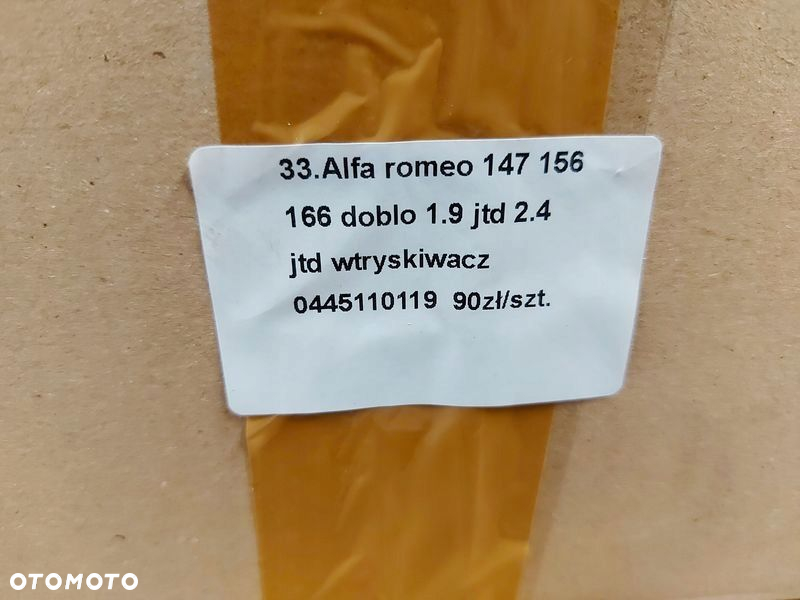 33.Alfa romeo 147 156
166 doblo 1.9 jtd 2.4
jtd wtryskiwacz
0445110119 90zł/szt.
OTOMOTO